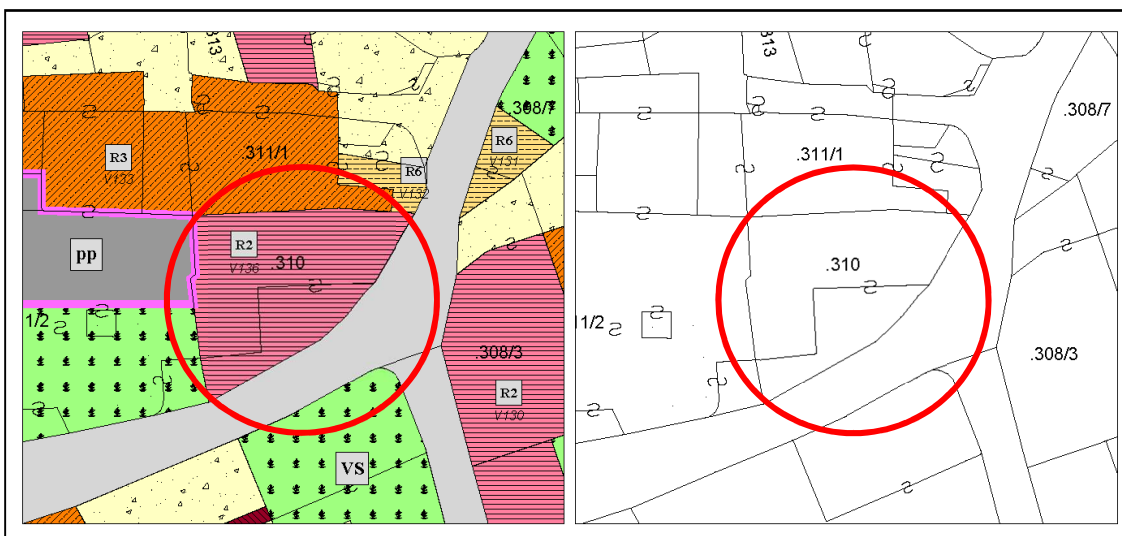 313
.308/7
R6
V131
R3
V133
.311/1
R6
V132
R2
V136
.310
pp
1/2
.308/3
R2
V130
VS
313
.308/7
.311/1
.310
11/2
.308/3